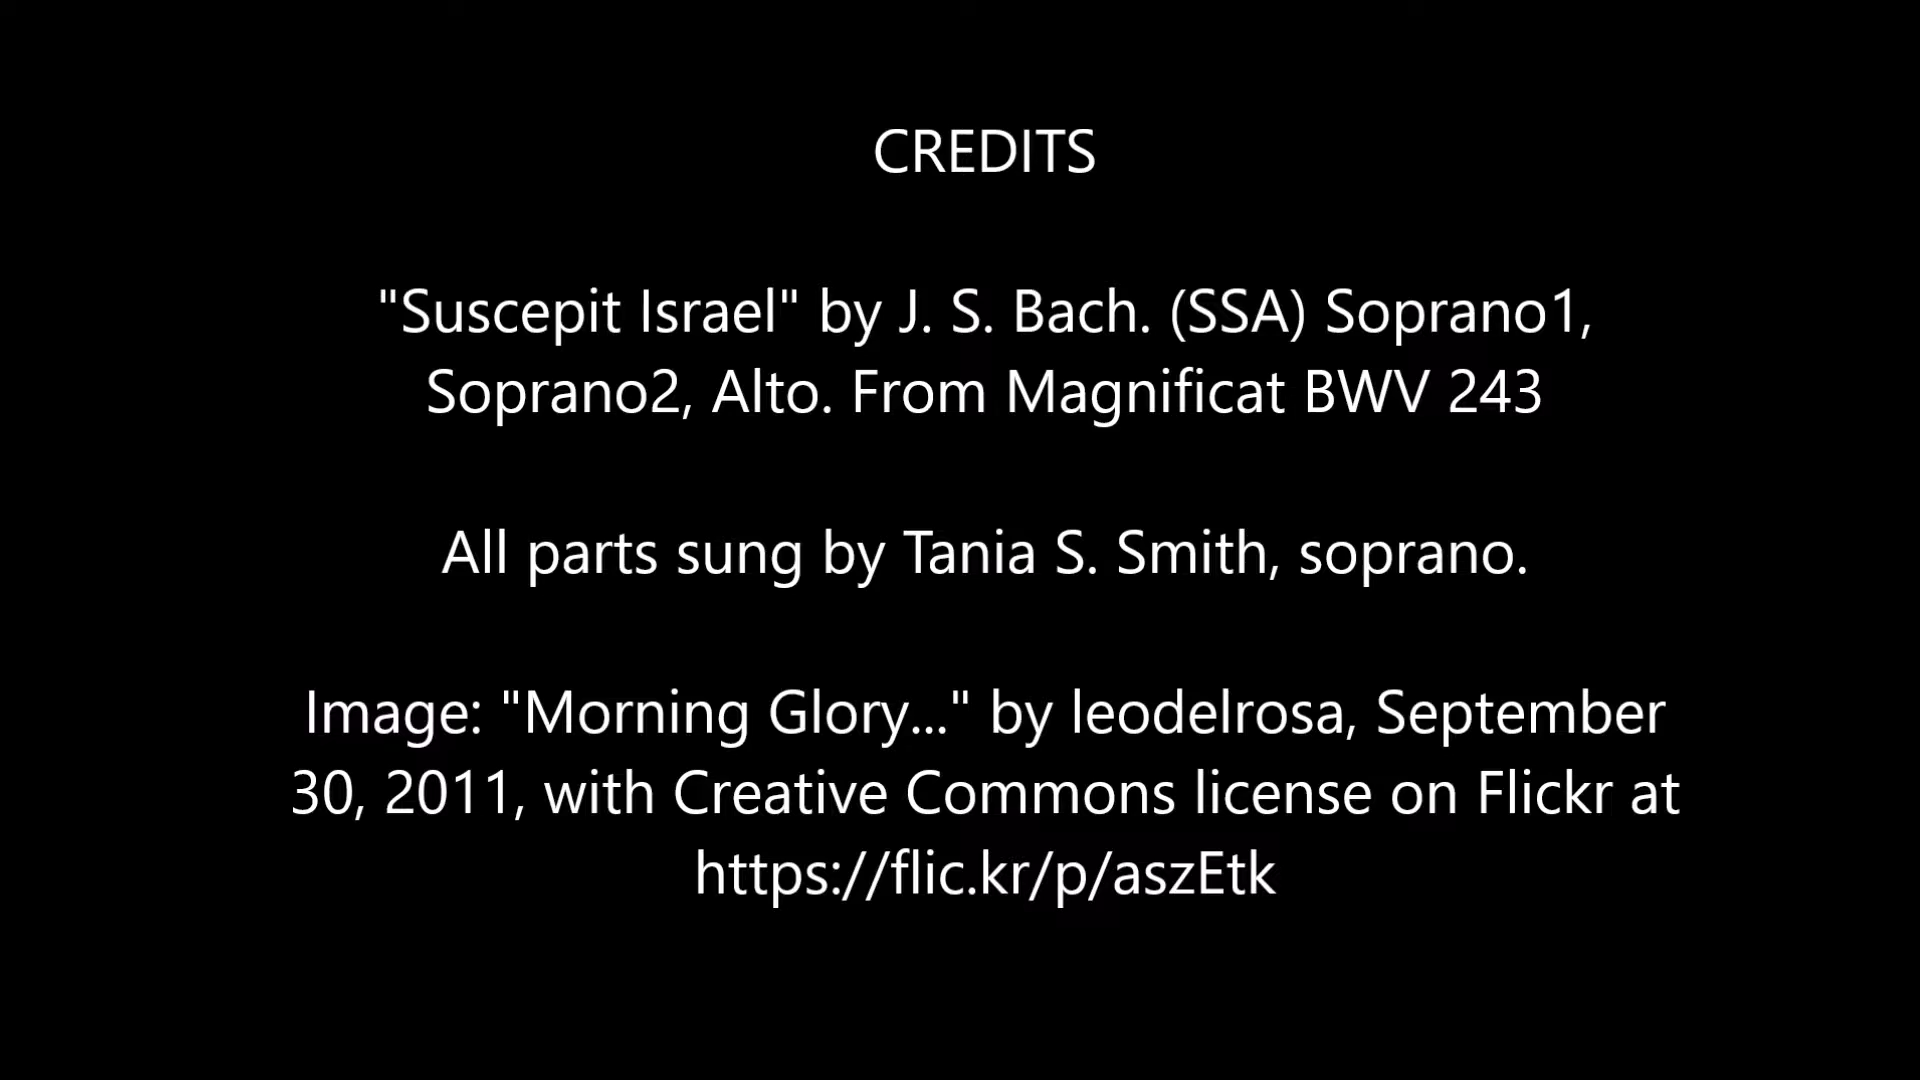 CREDITS
"Suscepit Israel" by J. S. Bach. (SSA) Soprano1,
Soprano2, Alto. From Magnificat BWV 243
All parts sung by Tania S. Smith, soprano.
Image: "Morning Glory..." by leodelrosa, September
30, 2011, with Creative Commons license on Flickr at
https://flic.kr/p/aszEtk